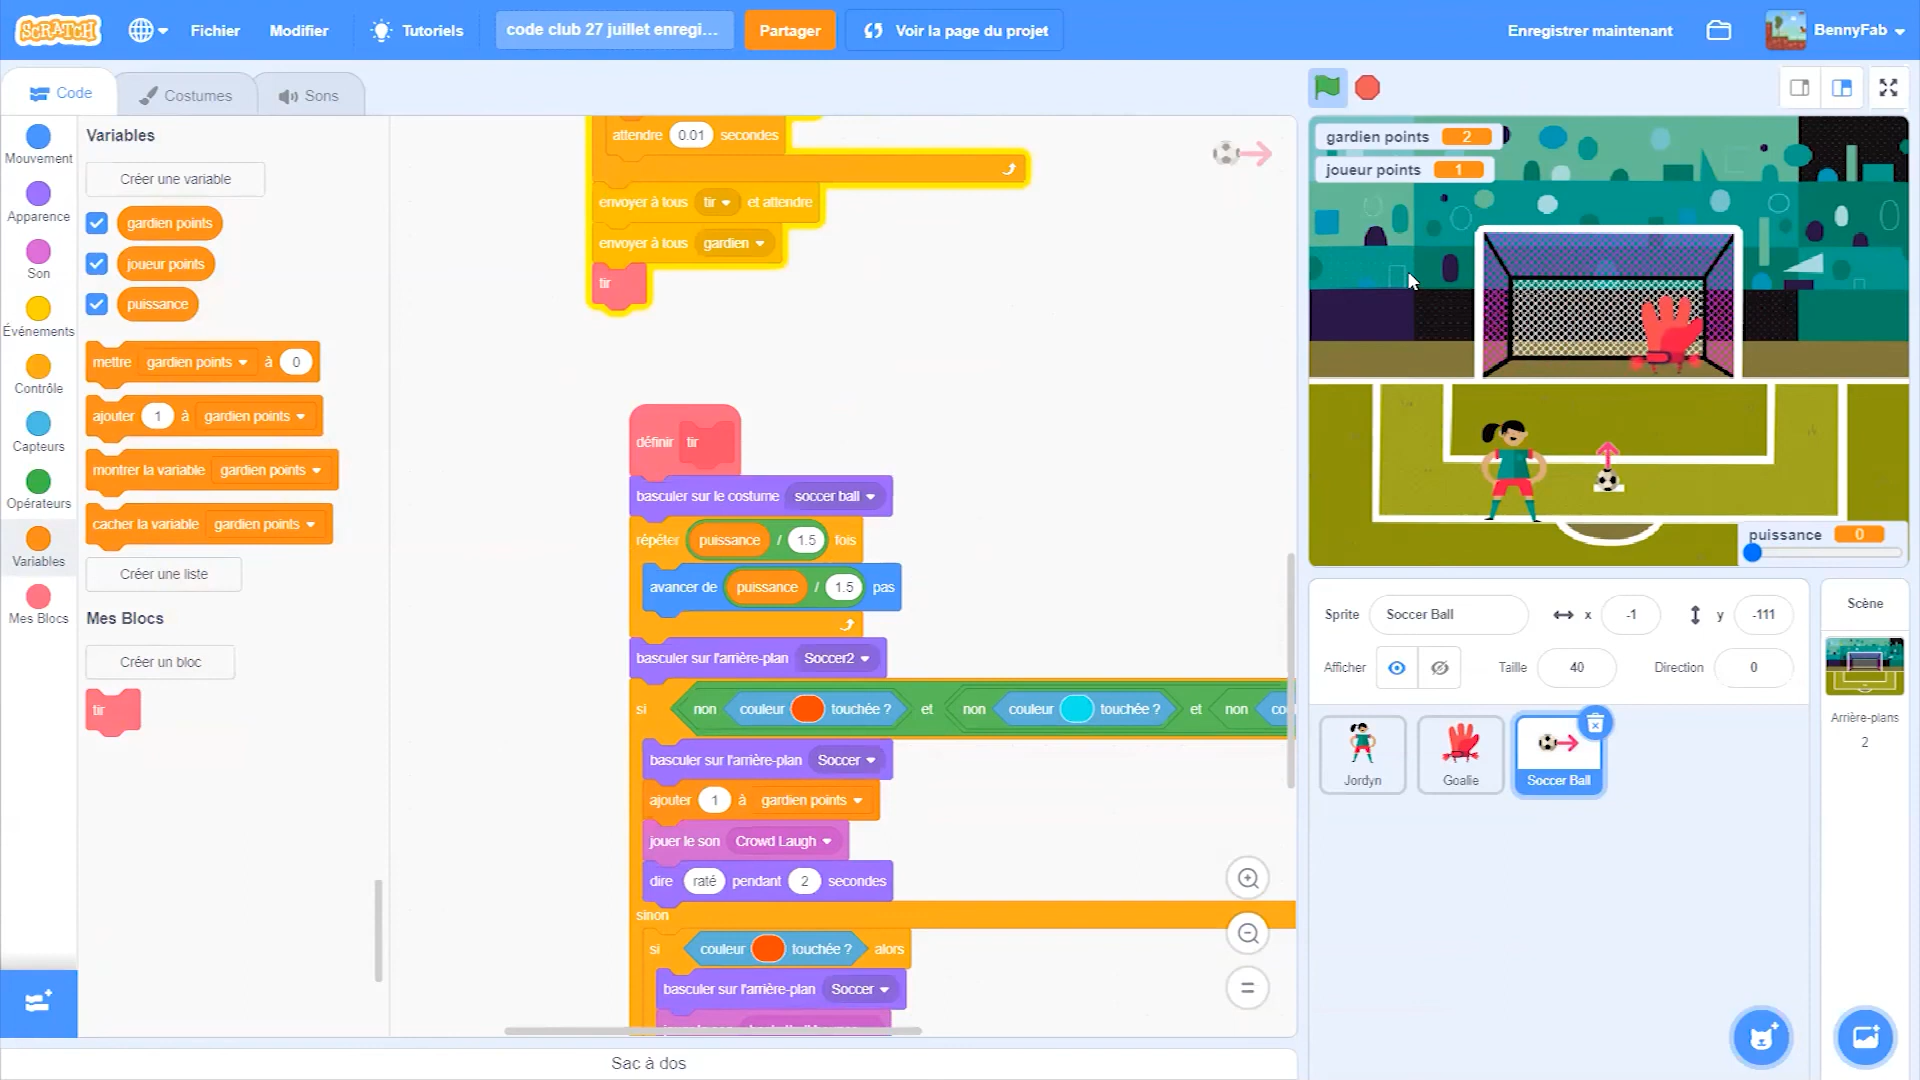 SCRATCH
Fichier
Modifier
Tutoriels
code club 27 juillet enregi...
Partager
Voir la page du projet
Enregistrer maintenant
BennyFab
Code
Costumes
Sons
Mouvement
Apparence
Son
Événements
Contrôle
Capteurs
Opérateurs
Variables
Mes Blocs
Variables
Créer une variable
gardien points
joueur points
puissance
mettre gardien points à 0
ajouter 1 à gardien points
montrer la variable gardien points
cacher la variable gardien points
Créer une liste
Mes Blocs
Créer un bloc
tir
attendre 0.01 secondes
envoyer à tous tir et attendre
envoyer à tous gardien
tir
définir tir
basculer sur le costume soccer ball
répéter puissance / 1.5 fois
avancer de puissance / 1.5 pas
basculer sur l'arrière-plan Soccer2
si non couleur touchée ? et non couleur touchée ? et non
basculer sur l'arrière-plan Soccer
ajouter 1 à gardien points
jouer le son Crowd Laugh
dire raté pendant 2 secondes
sinon
si couleur touchée ? alors
basculer sur l'arrière-plan Soccer
Sac à dos
gardien points 2
joueur points 1
puissance 0
Sprite Soccer Ball x -1 y -111
Afficher Taille 40 Direction 0
Jordyn
Goalie
Soccer Ball
Scène
Arrière-plans
2